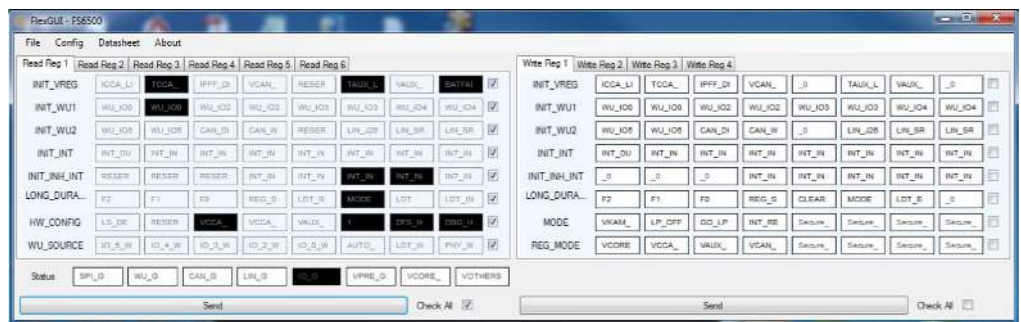 FlexGUI - FS6500
File Config Datasheet About
Read Reg 1 Read Reg 2 Read Reg 3 Read Reg 4 Read Reg 5 Read Reg 6 Write Reg 1 Write Reg 2 Write Reg 3 Write Reg 4
INIT_VREG ICCA_LI TCCA_ IPFF_DI VCAN_ RESER TAUX_L VAUX_ BATFAI INIT_VREG ICCA_LI TCCA_ IPFF_DI VCAN_ _0 TAUX_L VAUX_ _0
INIT_WU1 WU_IO0 WU_IO0 WU_IO2 WU_IO2 WU_IO3 WU_IO3 WU_IO4 WU_IO4 INIT_WU1 WU_IO0 WU_IO0 WU_IO2 WU_IO2 WU_IO3 WU_IO3 WU_IO4 WU_IO4
INIT_WU2 WU_IO5 WU_IO5 CAN_DI CAN_W RESER LIN_J26 LIN_SR LIN_SR INIT_WU2 WU_IO5 WU_IO5 CAN_DI CAN_W _0 LIN_J26 LIN_SR LIN_SR
INIT_INT INT_DU INT_IN INT_IN INT_IN INT_IN INT_IN INT_IN INT_IN INIT_INT INT_DU INT_IN INT_IN INT_IN INT_IN INT_IN INT_IN INT_IN
INIT_INH_INT RESER RESER RESER INT_IN INT_IN INT_IN INT_IN INT_IN INIT_INH_INT _0 _0 _0 INT_IN INT_IN INT_IN INT_IN INT_IN
LONG_DURA... F2 F1 F0 REG_S LDT_R MODE LDT LDT_IN LONG_DURA... F2 F1 F0 REG_S CLEAR MODE LDT_E _0
HW_CONFIG LS_DE RESER VCCA_ VCCA_ VAUX_ 1 DFS_H DBG_H MODE VKAM_ LP_OFF GO_LP INT_RE Secure_ Secure_ Secure_ Secure_
WU_SOURCE IO_5_W IO_4_W IO_3_W IO_2_W IO_0_W AUTO_ LDT_W PHY_W REG_MODE VCORE VCCA_ VAUX_ VCAN_ Secure_ Secure_ Secure_ Secure_
Status SPI_G WU_G CAN_G LIN_G IO_G VPRE_G VCORE_ VOTHERS
Send Check All Send Check All